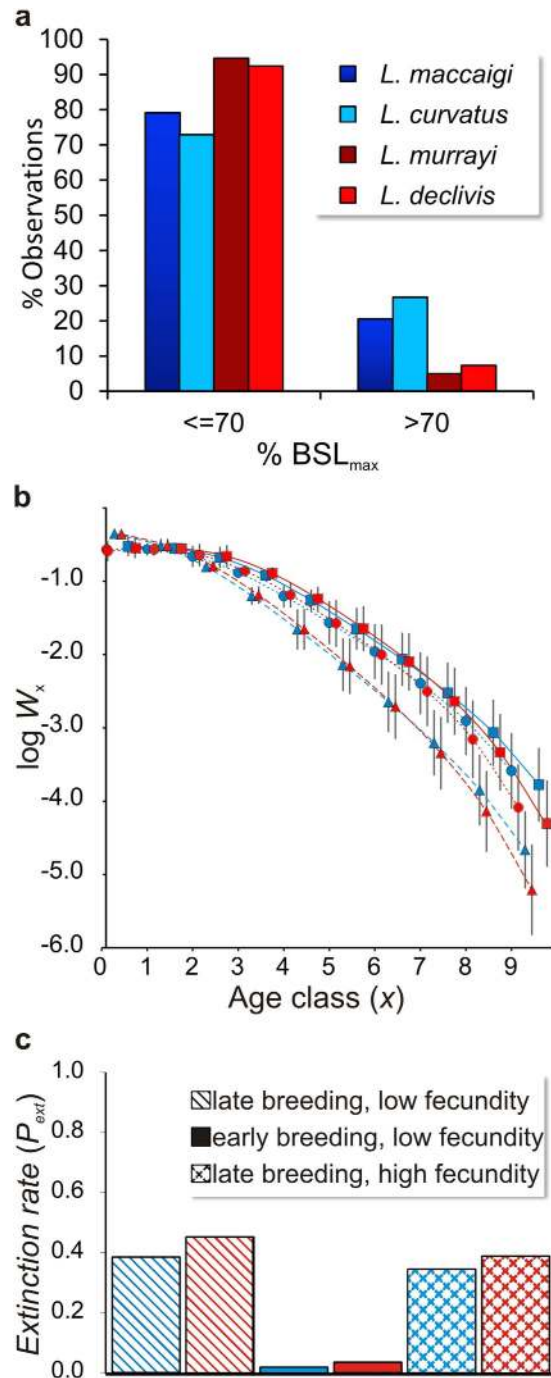 a
100
90
80
70
60
50
40
30
20
10
0
% Observations
L. maccaigi
L. curvatus
L. murrayi
L. declivis
<=70 >70
% BSLmax
b
-1.0
-2.0
-3.0
-4.0
-5.0
-6.0
log Wx
0 1 2 3 4 5 6 7 8 9
Age class (x)
c
1.0
0.8
0.6
0.4
0.2
0.0
Extinction rate (Pext)
late breeding, low fecundity
early breeding, low fecundity
late breeding, high fecundity